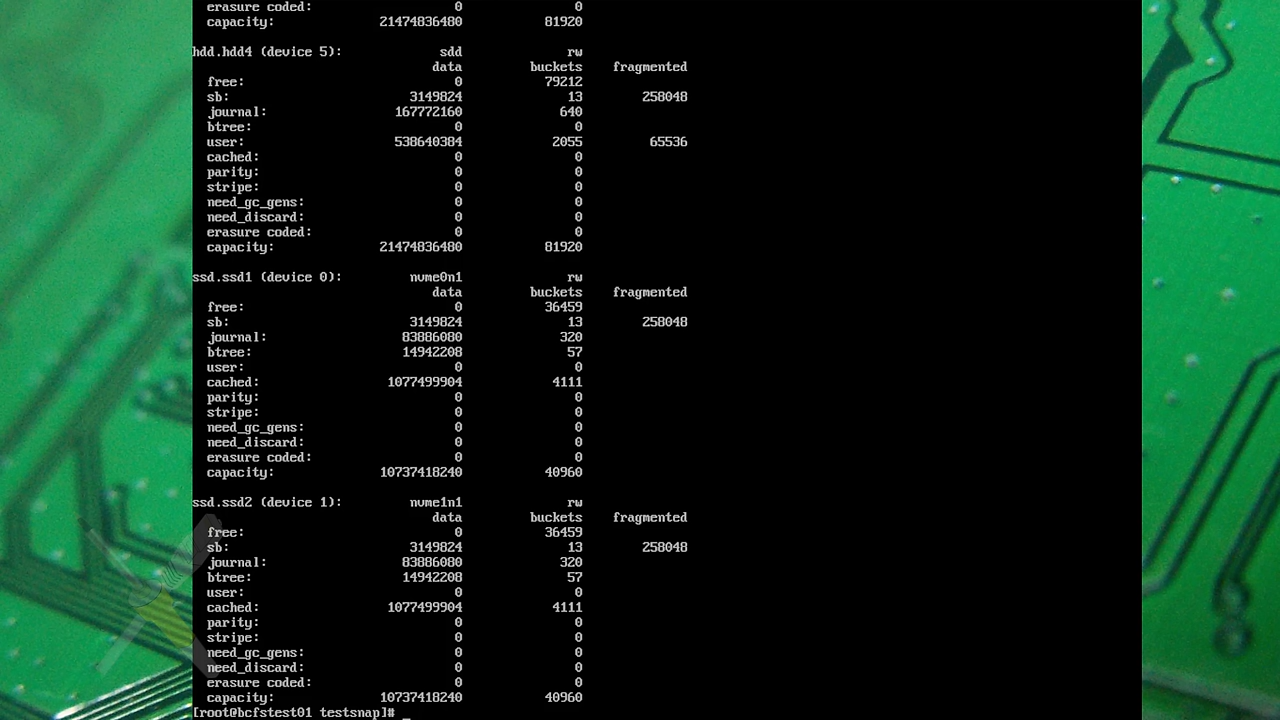 erasure coded: 0 0
capacity: 21474836480 81920
hdd.hdd4 (device 5): sdd rw
data buckets fragmented
free: 0 79212
sb: 3149824 13 258048
journal: 167772160 640
btree: 0 0
user: 538640384 2055 65536
cached: 0 0
parity: 0 0
stripe: 0 0
need_gc_gens: 0 0
need_discard: 0 0
erasure coded: 0 0
capacity: 21474836480 81920
ssd.ssd1 (device 0): nvme0n1 rw
data buckets fragmented
free: 0 36459
sb: 3149824 13 258048
journal: 83886080 320
btree: 14942208 57
user: 0 0
cached: 1077499904 4111
parity: 0 0
stripe: 0 0
need_gc_gens: 0 0
need_discard: 0 0
erasure coded: 0 0
capacity: 10737418240 40960
ssd.ssd2 (device 1): nvme1n1 rw
data buckets fragmented
free: 0 36459
sb: 3149824 13 258048
journal: 83886080 320
btree: 14942208 57
user: 0 0
cached: 1077499904 4111
parity: 0 0
stripe: 0 0
need_gc_gens: 0 0
need_discard: 0 0
erasure coded: 0 0
capacity: 10737418240 40960
[root@bcfstest01 testsnap]# _